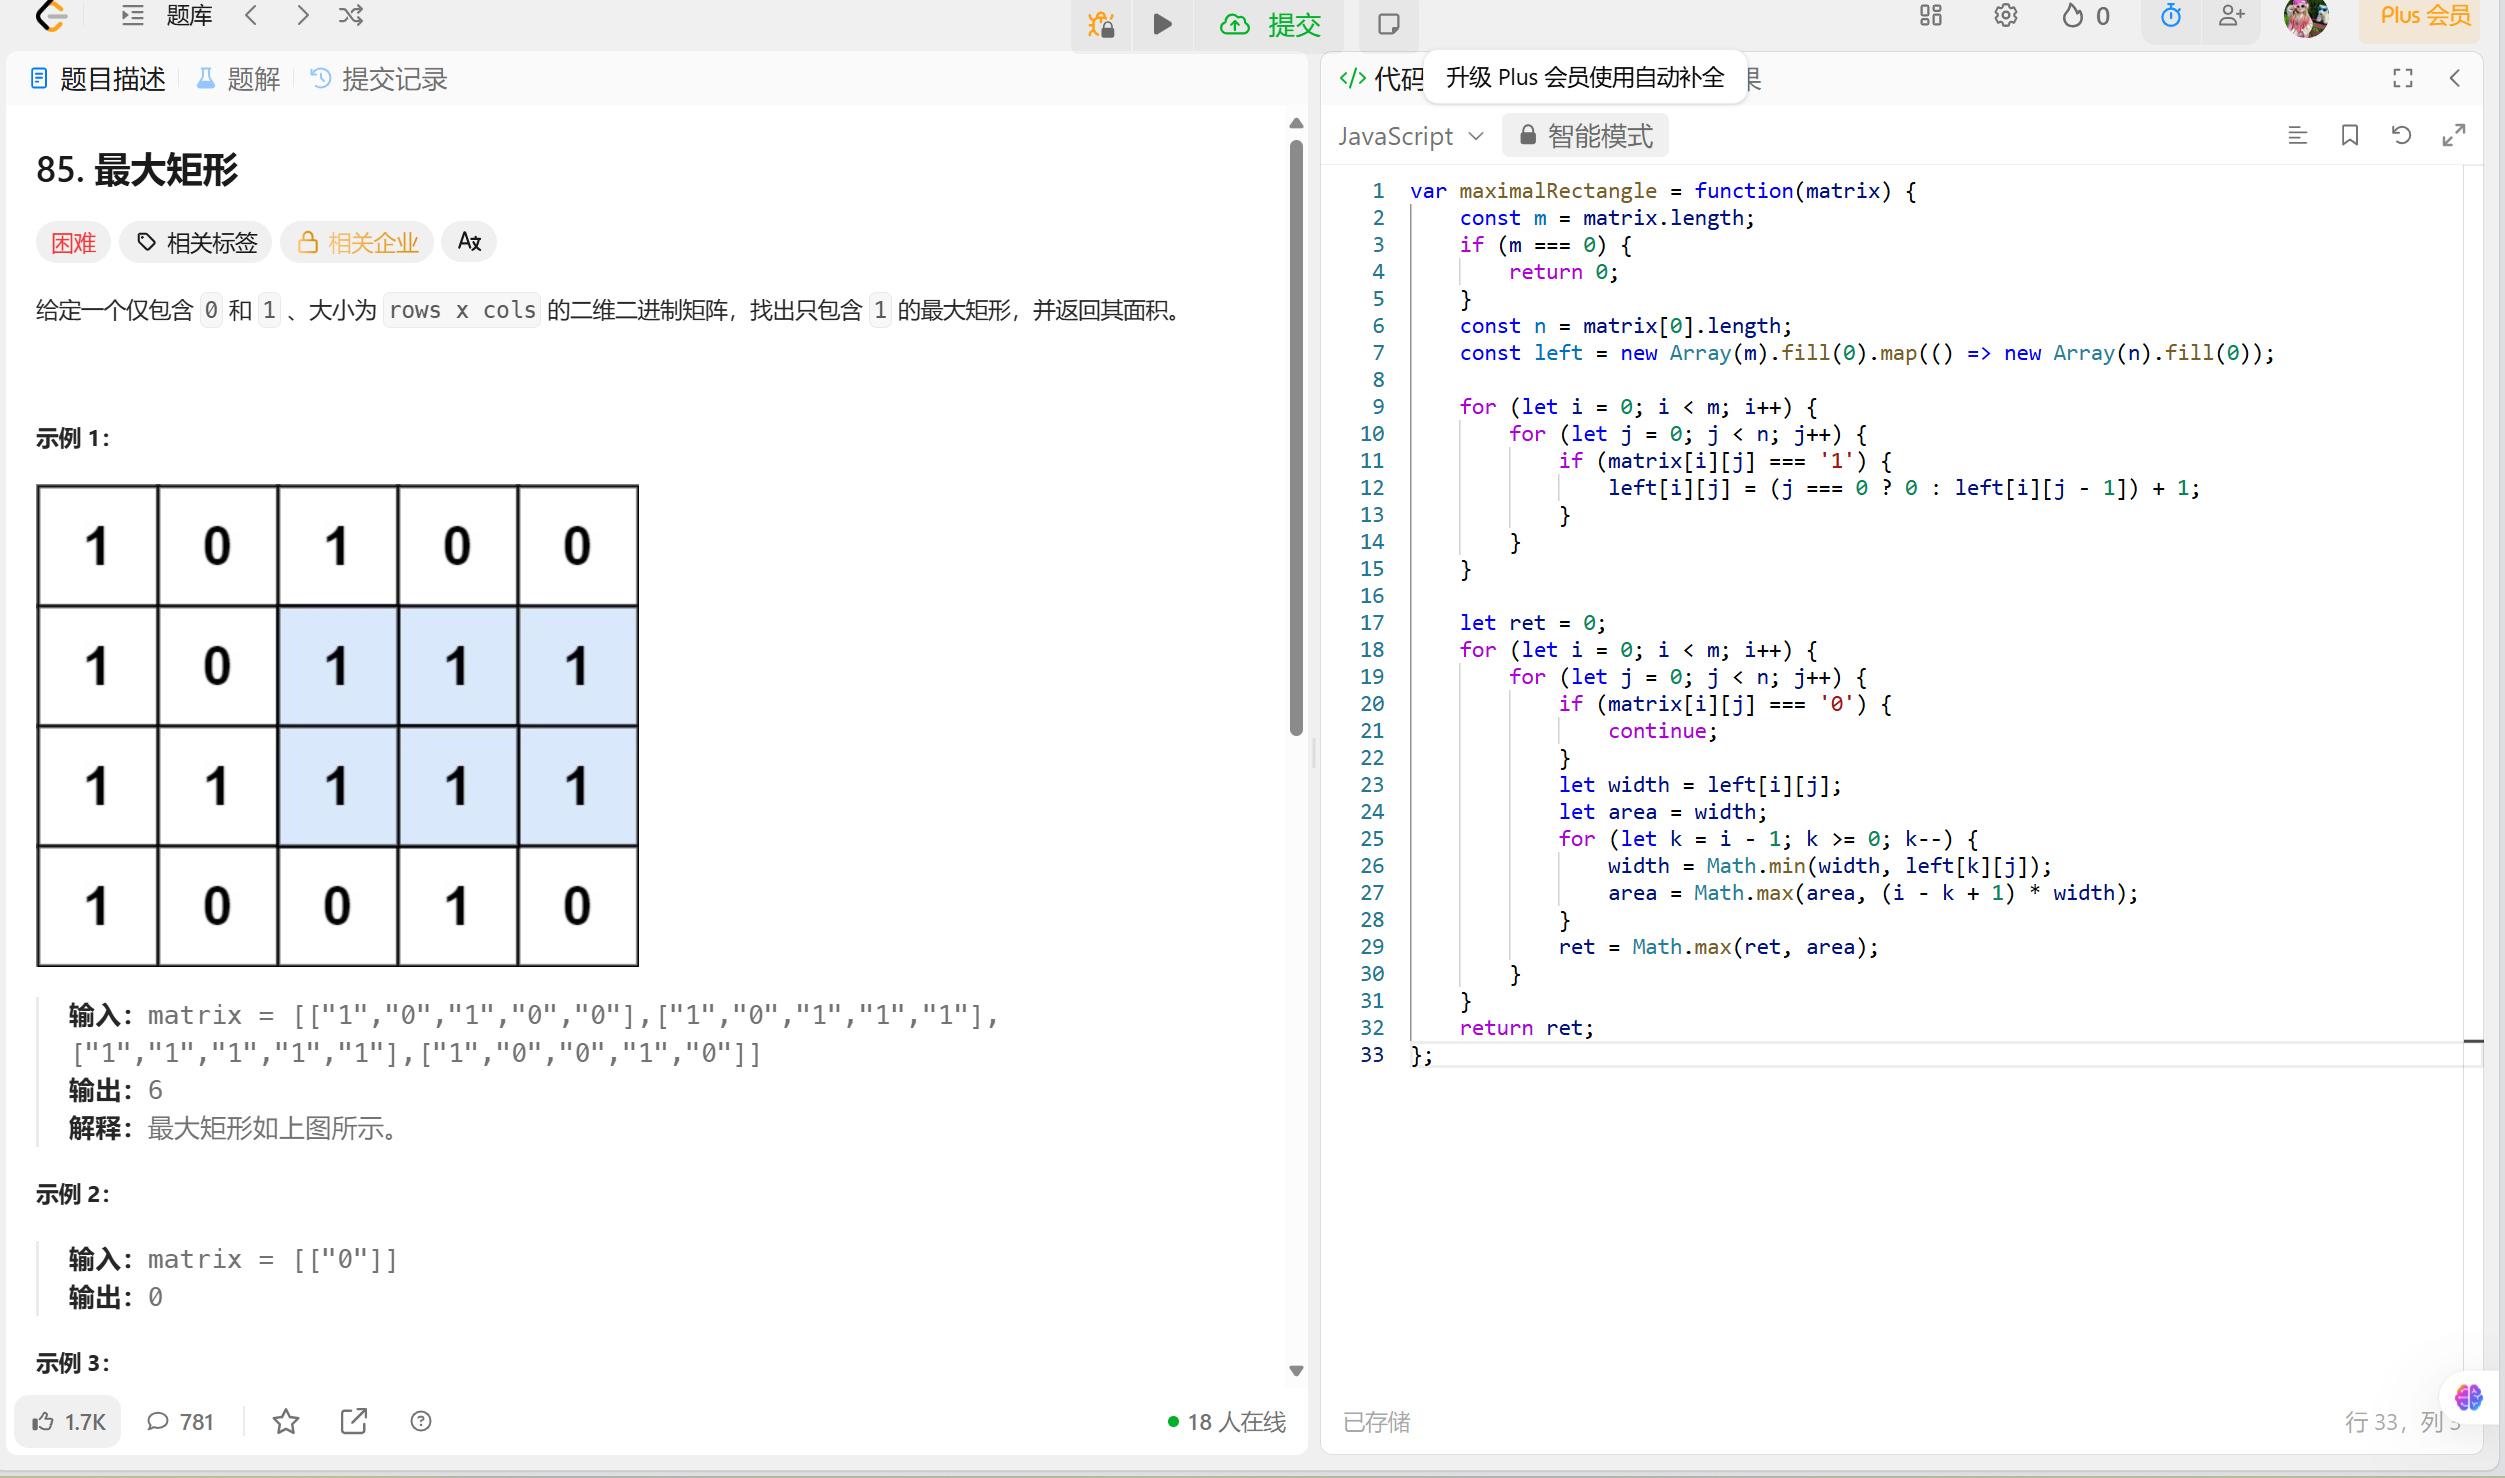 题库
提交
0
Plus 会员
题目描述
题解
提交记录
85. 最大矩形
困难
相关标签
相关企业
给定一个仅包含 0 和 1 、大小为 rows x cols 的二维二进制矩阵，找出只包含 1 的最大矩形，并返回其面积。
示例 1：
1 0 1 0 0
1 0 1 1 1
1 1 1 1 1
1 0 0 1 0
输入：matrix = [["1","0","1","0","0"],["1","0","1","1","1"],
["1","1","1","1","1"],["1","0","0","1","0"]]
输出：6
解释：最大矩形如上图所示。
示例 2：
输入：matrix = [["0"]]
输出：0
示例 3：
1.7K
781
18 人在线
</> 代码
升级 Plus 会员使用自动补全
果
JavaScript
智能模式
1 var maximalRectangle = function(matrix) {
2     const m = matrix.length;
3     if (m === 0) {
4         return 0;
5     }
6     const n = matrix[0].length;
7     const left = new Array(m).fill(0).map(() => new Array(n).fill(0));
8
9     for (let i = 0; i < m; i++) {
10         for (let j = 0; j < n; j++) {
11             if (matrix[i][j] === '1') {
12                 left[i][j] = (j === 0 ? 0 : left[i][j - 1]) + 1;
13             }
14         }
15     }
16
17     let ret = 0;
18     for (let i = 0; i < m; i++) {
19         for (let j = 0; j < n; j++) {
20             if (matrix[i][j] === '0') {
21                 continue;
22             }
23             let width = left[i][j];
24             let area = width;
25             for (let k = i - 1; k >= 0; k--) {
26                 width = Math.min(width, left[k][j]);
27                 area = Math.max(area, (i - k + 1) * width);
28             }
29             ret = Math.max(ret, area);
30         }
31     }
32     return ret;
33 };
已存储
行 33，列 3